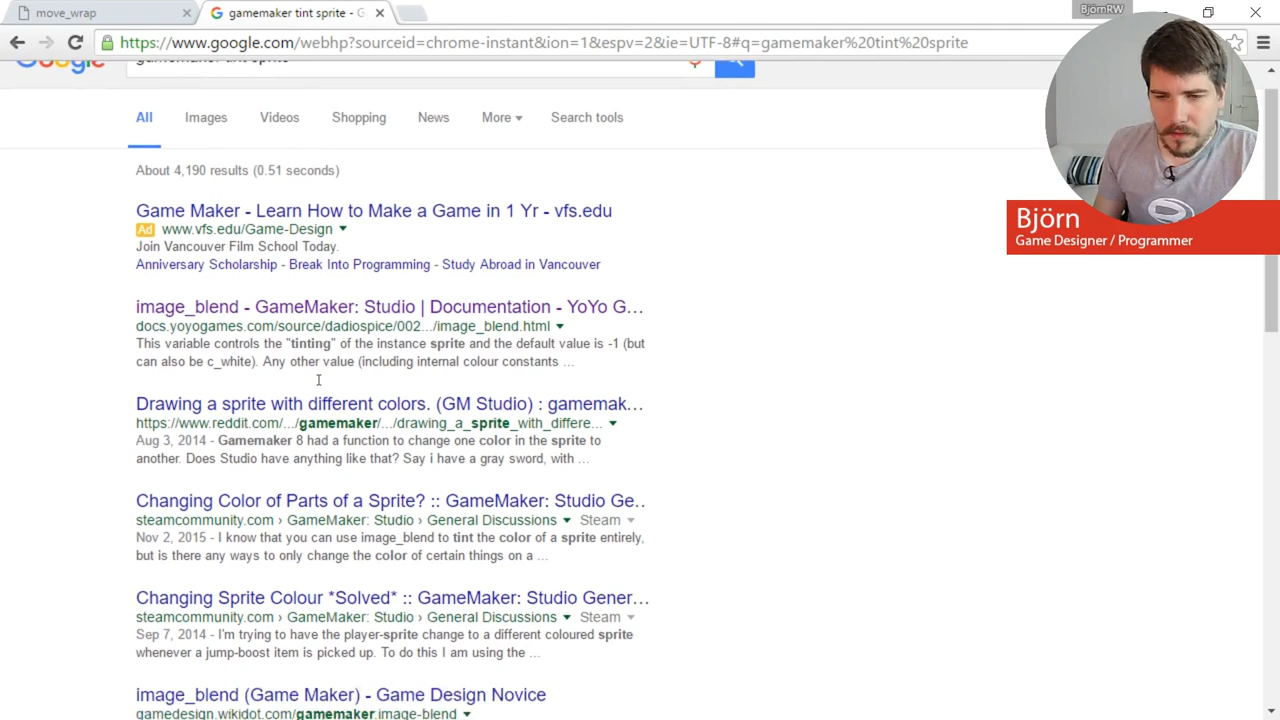 move_wrap
gamemaker tint sprite - G
BjörnRW
https://www.google.com/webhp?sourceid=chrome-instant&ion=1&espv=2&ie=UTF-8#q=gamemaker%20tint%20sprite
Google
gamemaker tint sprite
All Images Videos Shopping News More Search tools
About 4,190 results (0.51 seconds)
Game Maker - Learn How to Make a Game in 1 Yr - vfs.edu
Ad www.vfs.edu/Game-Design
Join Vancouver Film School Today.
Anniversary Scholarship - Break Into Programming - Study Abroad in Vancouver
image_blend - GameMaker: Studio | Documentation - YoYo G...
docs.yoyogames.com/source/dadiospice/002.../image_blend.html
This variable controls the "tinting" of the instance sprite and the default value is -1 (but
can also be c_white). Any other value (including internal colour constants ...
Drawing a sprite with different colors. (GM Studio) : gamemak...
https://www.reddit.com/.../gamemaker/.../drawing_a_sprite_with_differe...
Aug 3, 2014 - Gamemaker 8 had a function to change one color in the sprite to
another. Does Studio have anything like that? Say i have a gray sword, with ...
Changing Color of Parts of a Sprite? :: GameMaker: Studio Ge..
steamcommunity.com › GameMaker: Studio › General Discussions Steam
Nov 2, 2015 - I know that you can use image_blend to tint the color of a sprite entirely,
but is there any ways to only change the color of certain things on a ...
Changing Sprite Colour *Solved* :: GameMaker: Studio Gener...
steamcommunity.com › GameMaker: Studio › General Discussions Steam
Sep 7, 2014 - I'm trying to have the player-sprite change to a different coloured sprite
whenever a jump-boost item is picked up. To do this I am using the ...
image_blend (Game Maker) - Game Design Novice
gamedesign.wikidot.com/gamemaker.image-blend
Björn
Game Designer / Programmer